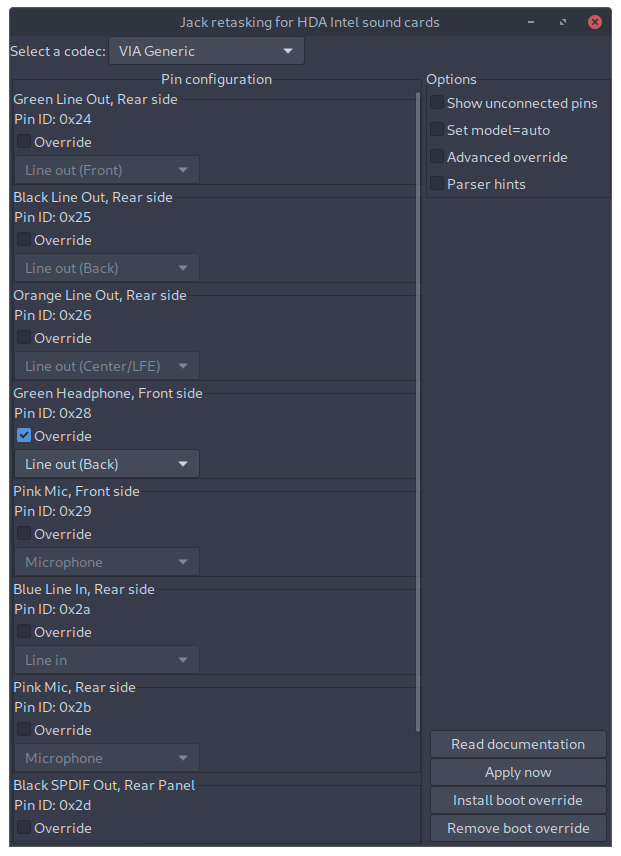 Jack retasking for HDA Intel sound cards
Select a codec: VIA Generic
Pin configuration
Green Line Out, Rear side
Pin ID: 0x24
Override
Line out (Front)
Black Line Out, Rear side
Pin ID: 0x25
Override
Line out (Back)
Orange Line Out, Rear side
Pin ID: 0x26
Override
Line out (Center/LFE)
Green Headphone, Front side
Pin ID: 0x28
Override
Line out (Back)
Pink Mic, Front side
Pin ID: 0x29
Override
Microphone
Blue Line In, Rear side
Pin ID: 0x2a
Override
Line in
Pink Mic, Rear side
Pin ID: 0x2b
Override
Microphone
Black SPDIF Out, Rear Panel
Pin ID: 0x2d
Override
Options
Show unconnected pins
Set model=auto
Advanced override
Parser hints
Read documentation
Apply now
Install boot override
Remove boot override